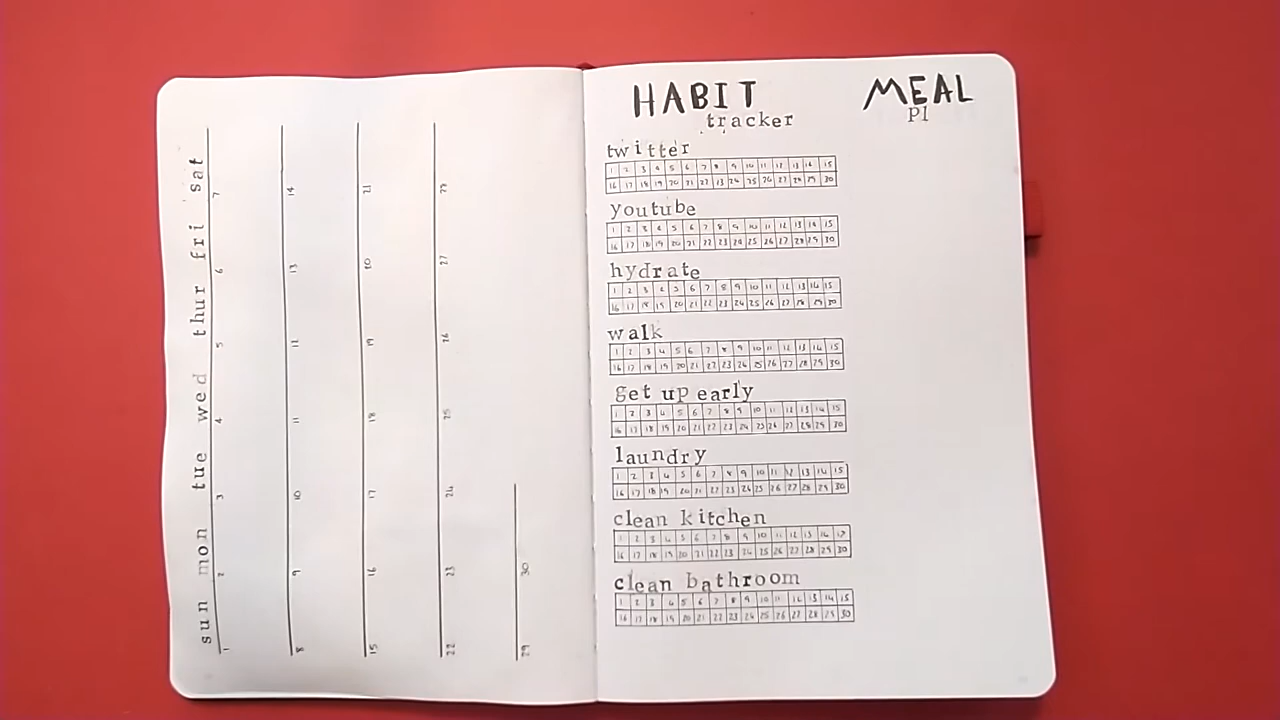 sun mon tue wed thur fri sat
1 2 3 4 5 6 7
8 9 10 11 12 13 14
15 16 17 18 19 20 21
22 23 24 25 26 27 28
29 30
HABIT
tracker
twitter
1 2 3 4 5 6 7 8 9 10 11 12 13 14 15
16 17 18 19 20 21 22 23 24 25 26 27 28 29 30
youtube
1 2 3 4 5 6 7 8 9 10 11 12 13 14 15
16 17 18 19 20 21 22 23 24 25 26 27 28 29 30
hydrate
1 2 3 4 5 6 7 8 9 10 11 12 13 14 15
16 17 18 19 20 21 22 23 24 25 26 27 28 29 30
walk
1 2 3 4 5 6 7 8 9 10 11 12 13 14 15
16 17 18 19 20 21 22 23 24 25 26 27 28 29 30
get up early
1 2 3 4 5 6 7 8 9 10 11 12 13 14 15
16 17 18 19 20 21 22 23 24 25 26 27 28 29 30
laundry
1 2 3 4 5 6 7 8 9 10 11 12 13 14 15
16 17 18 19 20 21 22 23 24 25 26 27 28 29 30
clean kitchen
1 2 3 4 5 6 7 8 9 10 11 12 13 14 15
16 17 18 19 20 21 22 23 24 25 26 27 28 29 30
clean bathroom
1 2 3 4 5 6 7 8 9 10 11 12 13 14 15
16 17 18 19 20 21 22 23 24 25 26 27 28 29 30
MEAL
Pl